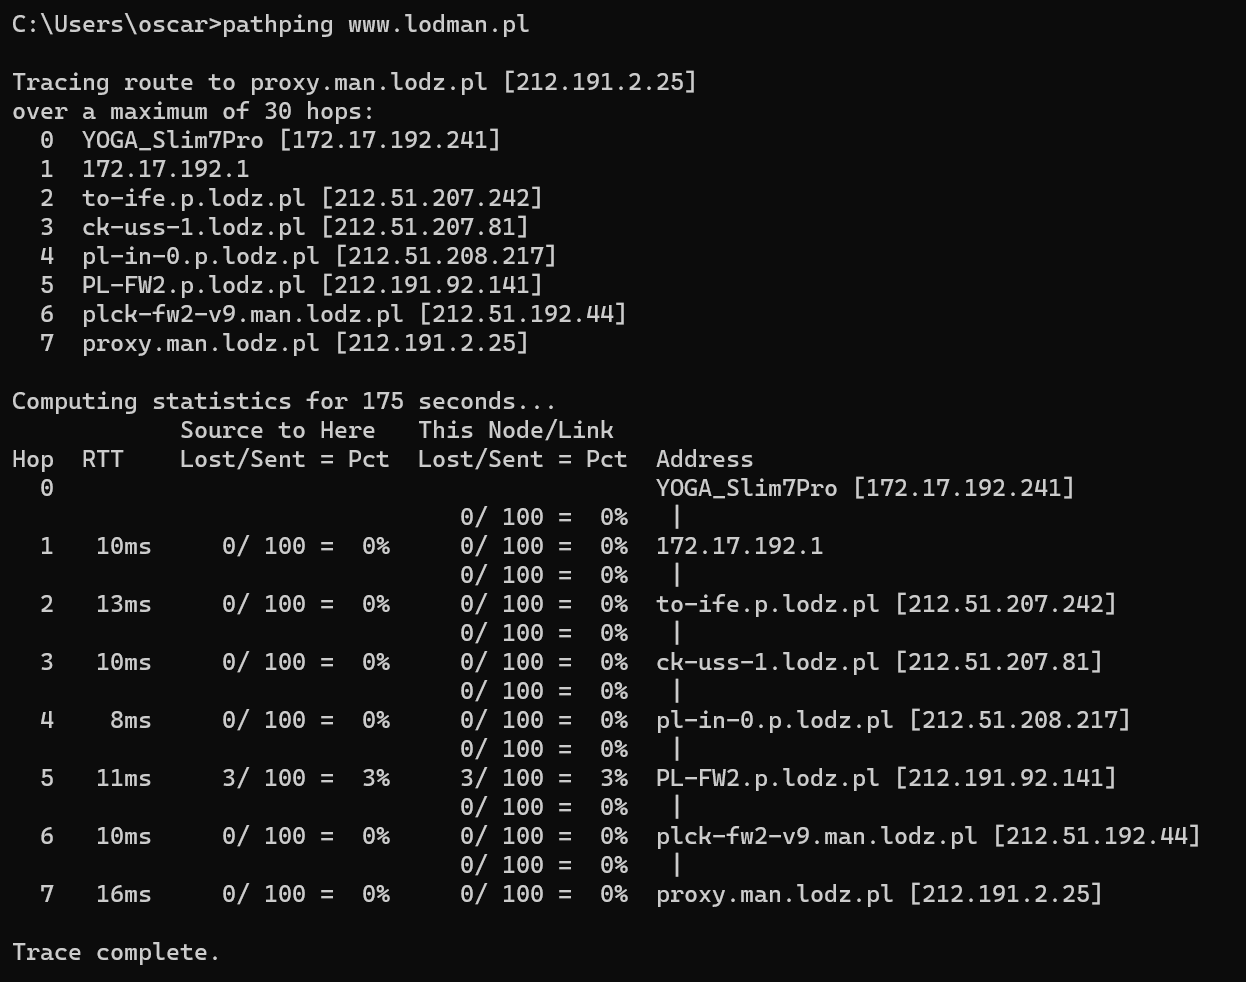 C:\Users\oscar>pathping www.lodman.pl

Tracing route to proxy.man.lodz.pl [212.191.2.25]
over a maximum of 30 hops:
  0  YOGA_Slim7Pro [172.17.192.241]
  1  172.17.192.1
  2  to-ife.p.lodz.pl [212.51.207.242]
  3  ck-uss-1.lodz.pl [212.51.207.81]
  4  pl-in-0.p.lodz.pl [212.51.208.217]
  5  PL-FW2.p.lodz.pl [212.191.92.141]
  6  plck-fw2-v9.man.lodz.pl [212.51.192.44]
  7  proxy.man.lodz.pl [212.191.2.25]

Computing statistics for 175 seconds...
            Source to Here   This Node/Link
Hop  RTT    Lost/Sent = Pct  Lost/Sent = Pct  Address
  0                                           YOGA_Slim7Pro [172.17.192.241]
                                0/ 100 =  0%   |
  1   10ms     0/ 100 =  0%     0/ 100 =  0%  172.17.192.1
                                0/ 100 =  0%   |
  2   13ms     0/ 100 =  0%     0/ 100 =  0%  to-ife.p.lodz.pl [212.51.207.242]
                                0/ 100 =  0%   |
  3   10ms     0/ 100 =  0%     0/ 100 =  0%  ck-uss-1.lodz.pl [212.51.207.81]
                                0/ 100 =  0%   |
  4    8ms     0/ 100 =  0%     0/ 100 =  0%  pl-in-0.p.lodz.pl [212.51.208.217]
                                0/ 100 =  0%   |
  5   11ms     3/ 100 =  3%     3/ 100 =  3%  PL-FW2.p.lodz.pl [212.191.92.141]
                                0/ 100 =  0%   |
  6   10ms     0/ 100 =  0%     0/ 100 =  0%  plck-fw2-v9.man.lodz.pl [212.51.192.44]
                                0/ 100 =  0%   |
  7   16ms     0/ 100 =  0%     0/ 100 =  0%  proxy.man.lodz.pl [212.191.2.25]

Trace complete.